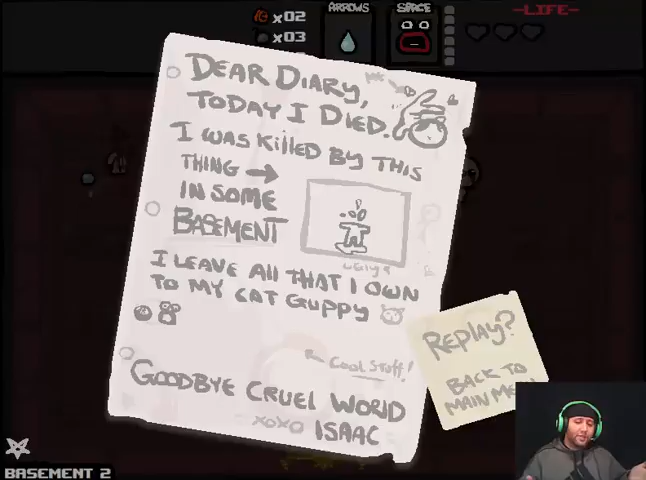 x02
x03
ARROWS
SPACE
-LIFE-
DEAR DIARY,
TODAY I DIED.
I WAS KILLED BY THIS
THING →
IN SOME
BASEMENT
UGLY
I LEAVE ALL THAT I OWN
TO MY CAT GUPPY
COOL STUFF!
GOODBYE CRUEL WORLD
XOXO ISAAC
REPLAY?
BACK TO
MAIN
BASEMENT 2